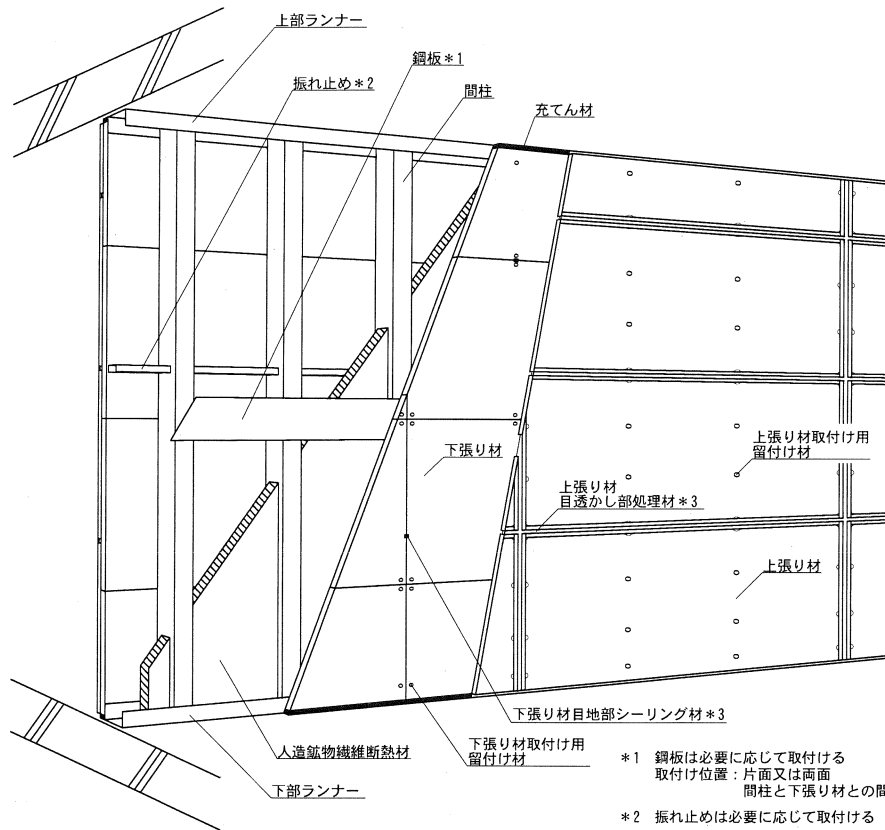 上部ランナー
鋼板＊1
振れ止め＊2
間柱
充てん材
下張り材
上張り材取付け用
留付け材
上張り材
目透かし部処理材＊3
上張り材
下張り材目地部シーリング材＊3
人造鉱物繊維断熱材
下張り材取付け用
留付け材
下部ランナー
＊1 鋼板は必要に応じて取付ける
取付け位置：片面又は両面
間柱と下張り材との間
＊2 振れ止めは必要に応じて取付ける